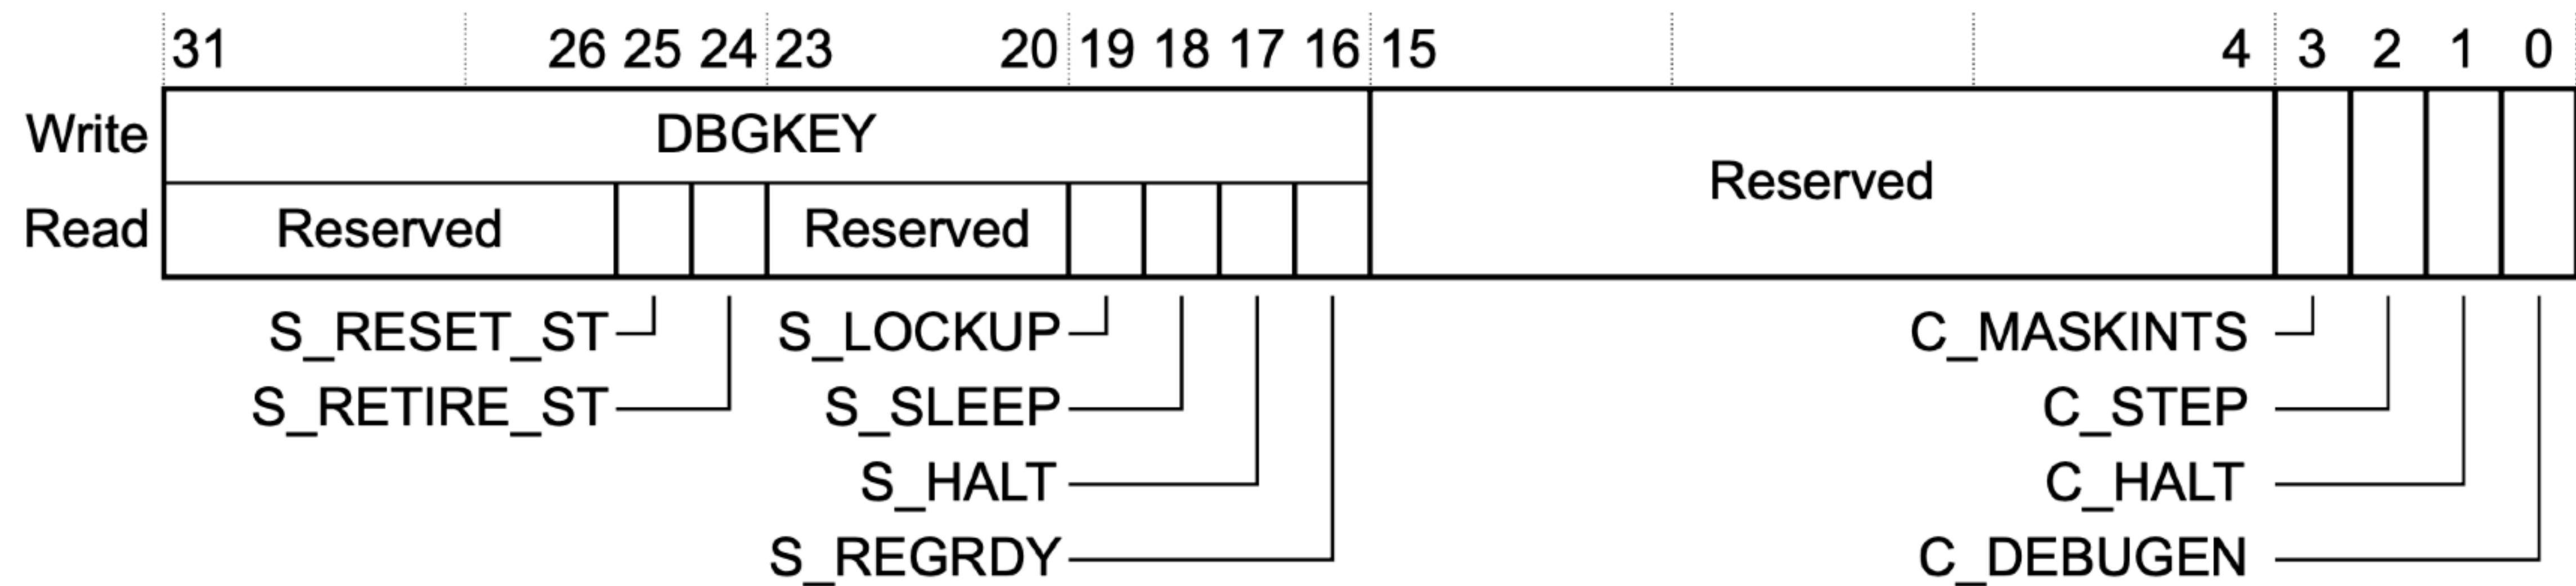 31 26 25 24 23 20 19 18 17 16 15 4 3 2 1 0
Write DBGKEY
Reserved
Read Reserved Reserved
S_RESET_ST S_LOCKUP C_MASKINTS
S_RETIRE_ST S_SLEEP C_STEP
S_HALT C_HALT
S_REGRDY C_DEBUGEN